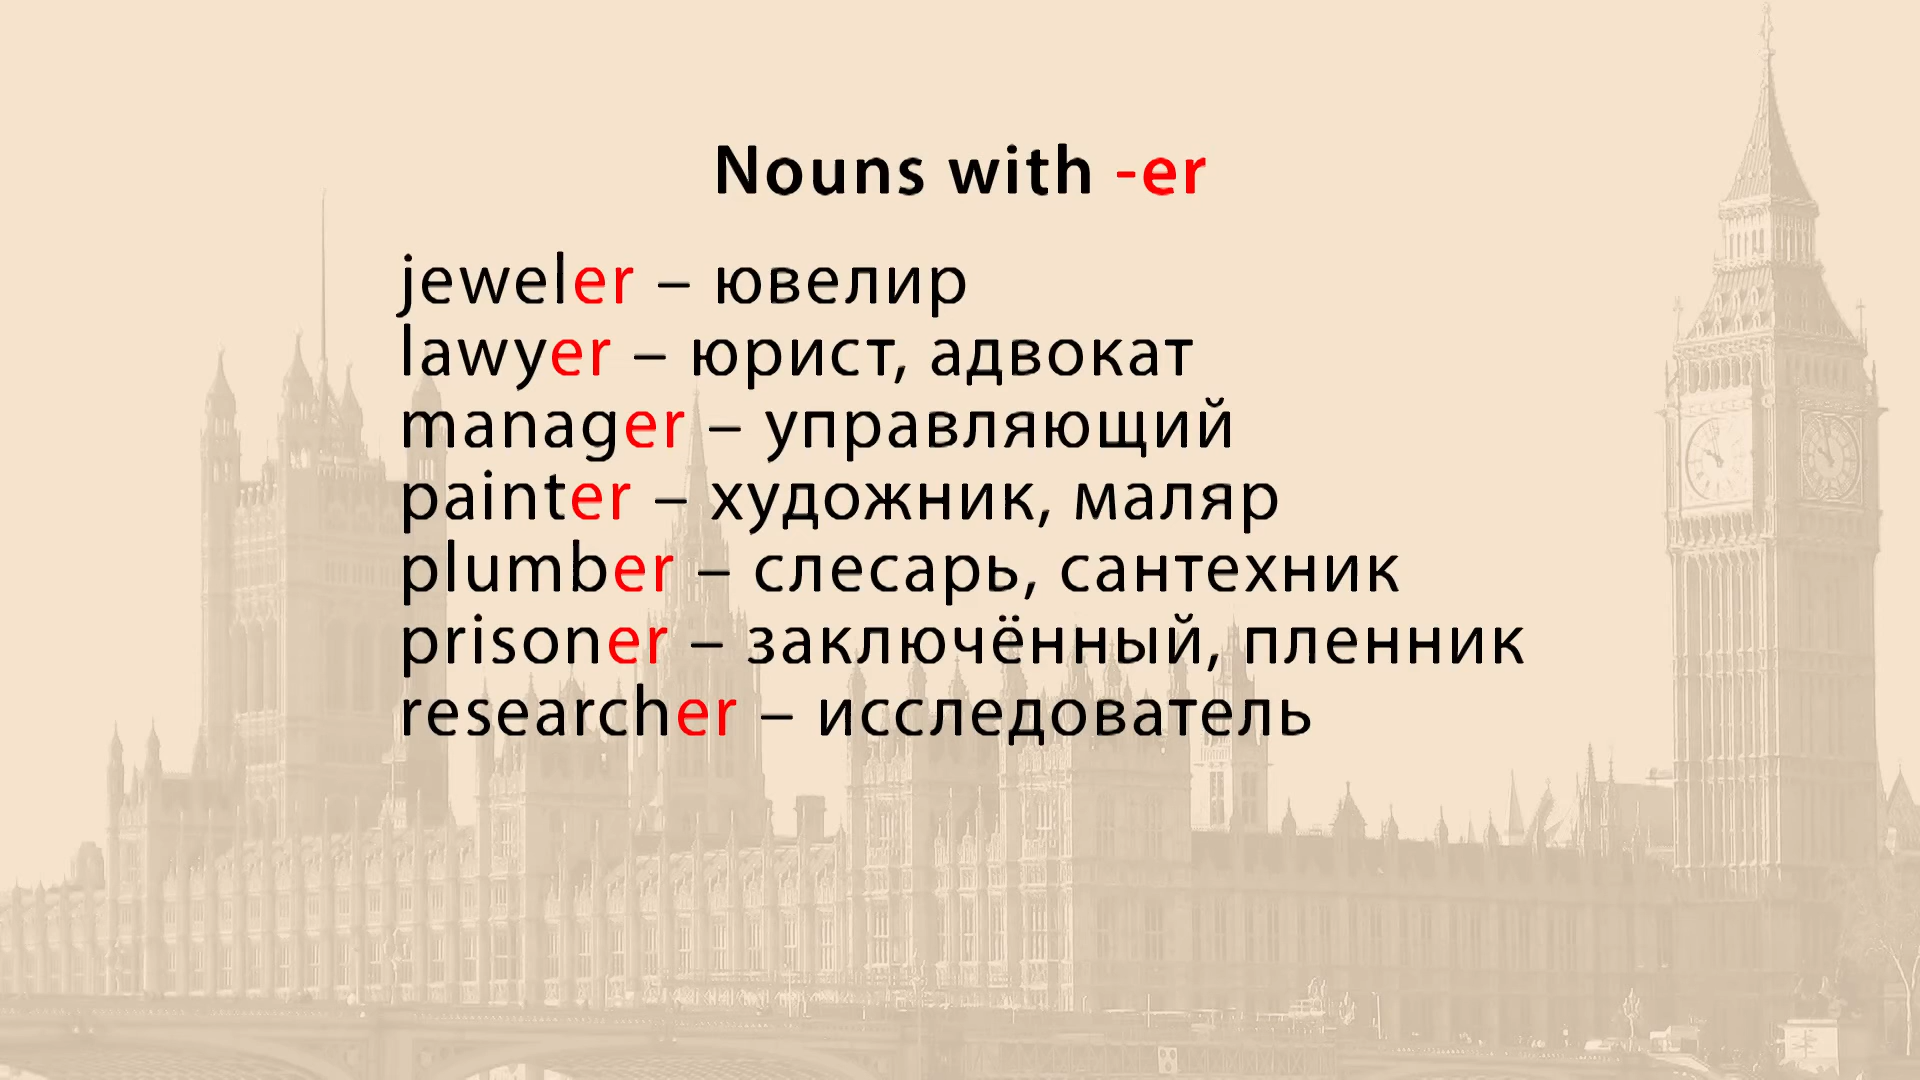 Nouns with -er
jeweler – ювелир
lawyer – юрист, адвокат
manager – управляющий
painter – художник, маляр
plumber – слесарь, сантехник
prisoner – заключённый, пленник
researcher – исследователь